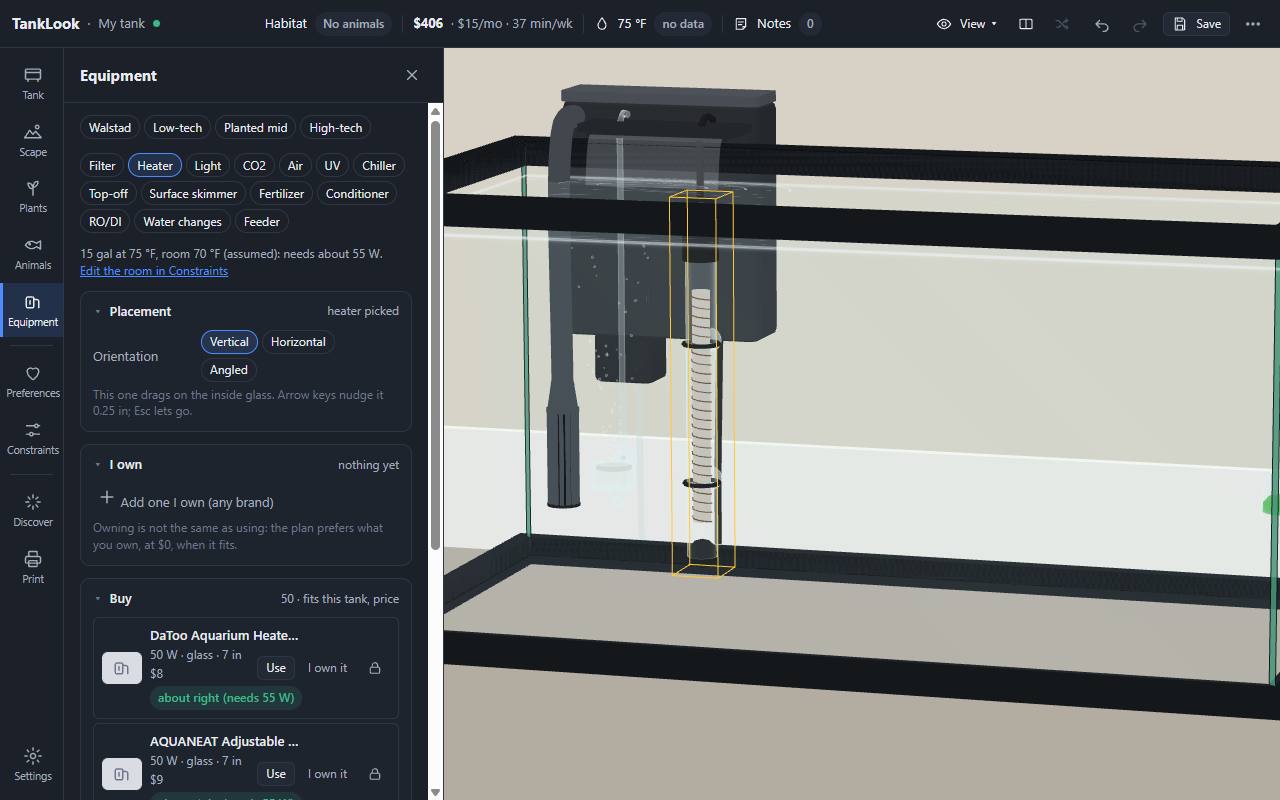 TankLook · My tank
Habitat No animals $406 · $15/mo · 37 min/wk 75 °F no data Notes 0 View Save
Tank
Scape
Plants
Animals
Equipment
Preferences
Constraints
Discover
Print
Settings
Equipment
Walstad Low-tech Planted mid High-tech
Filter Heater Light CO2 Air UV Chiller
Top-off Surface skimmer Fertilizer Conditioner
RO/DI Water changes Feeder
15 gal at 75 °F, room 70 °F (assumed): needs about 55 W.
Edit the room in Constraints
Placement heater picked
Orientation Vertical Horizontal
Angled
This one drags on the inside glass. Arrow keys nudge it
0.25 in; Esc lets go.
I own nothing yet
Add one I own (any brand)
Owning is not the same as using: the plan prefers what
you own, at $0, when it fits.
Buy 50 · fits this tank, price
DaToo Aquarium Heate...
50 W · glass · 7 in
$8
Use I own it
about right (needs 55 W)
AQUANEAT Adjustable ...
50 W · glass · 7 in
$9
Use I own it